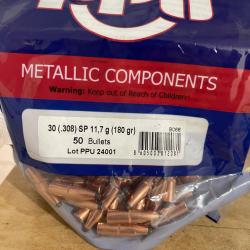 METALLIC COMPONENTS
Warning: Keep out of Reach of Children.
30 (.308) SP 11,7 g (180 gr)
50 Bullets
Lot PPU 24001